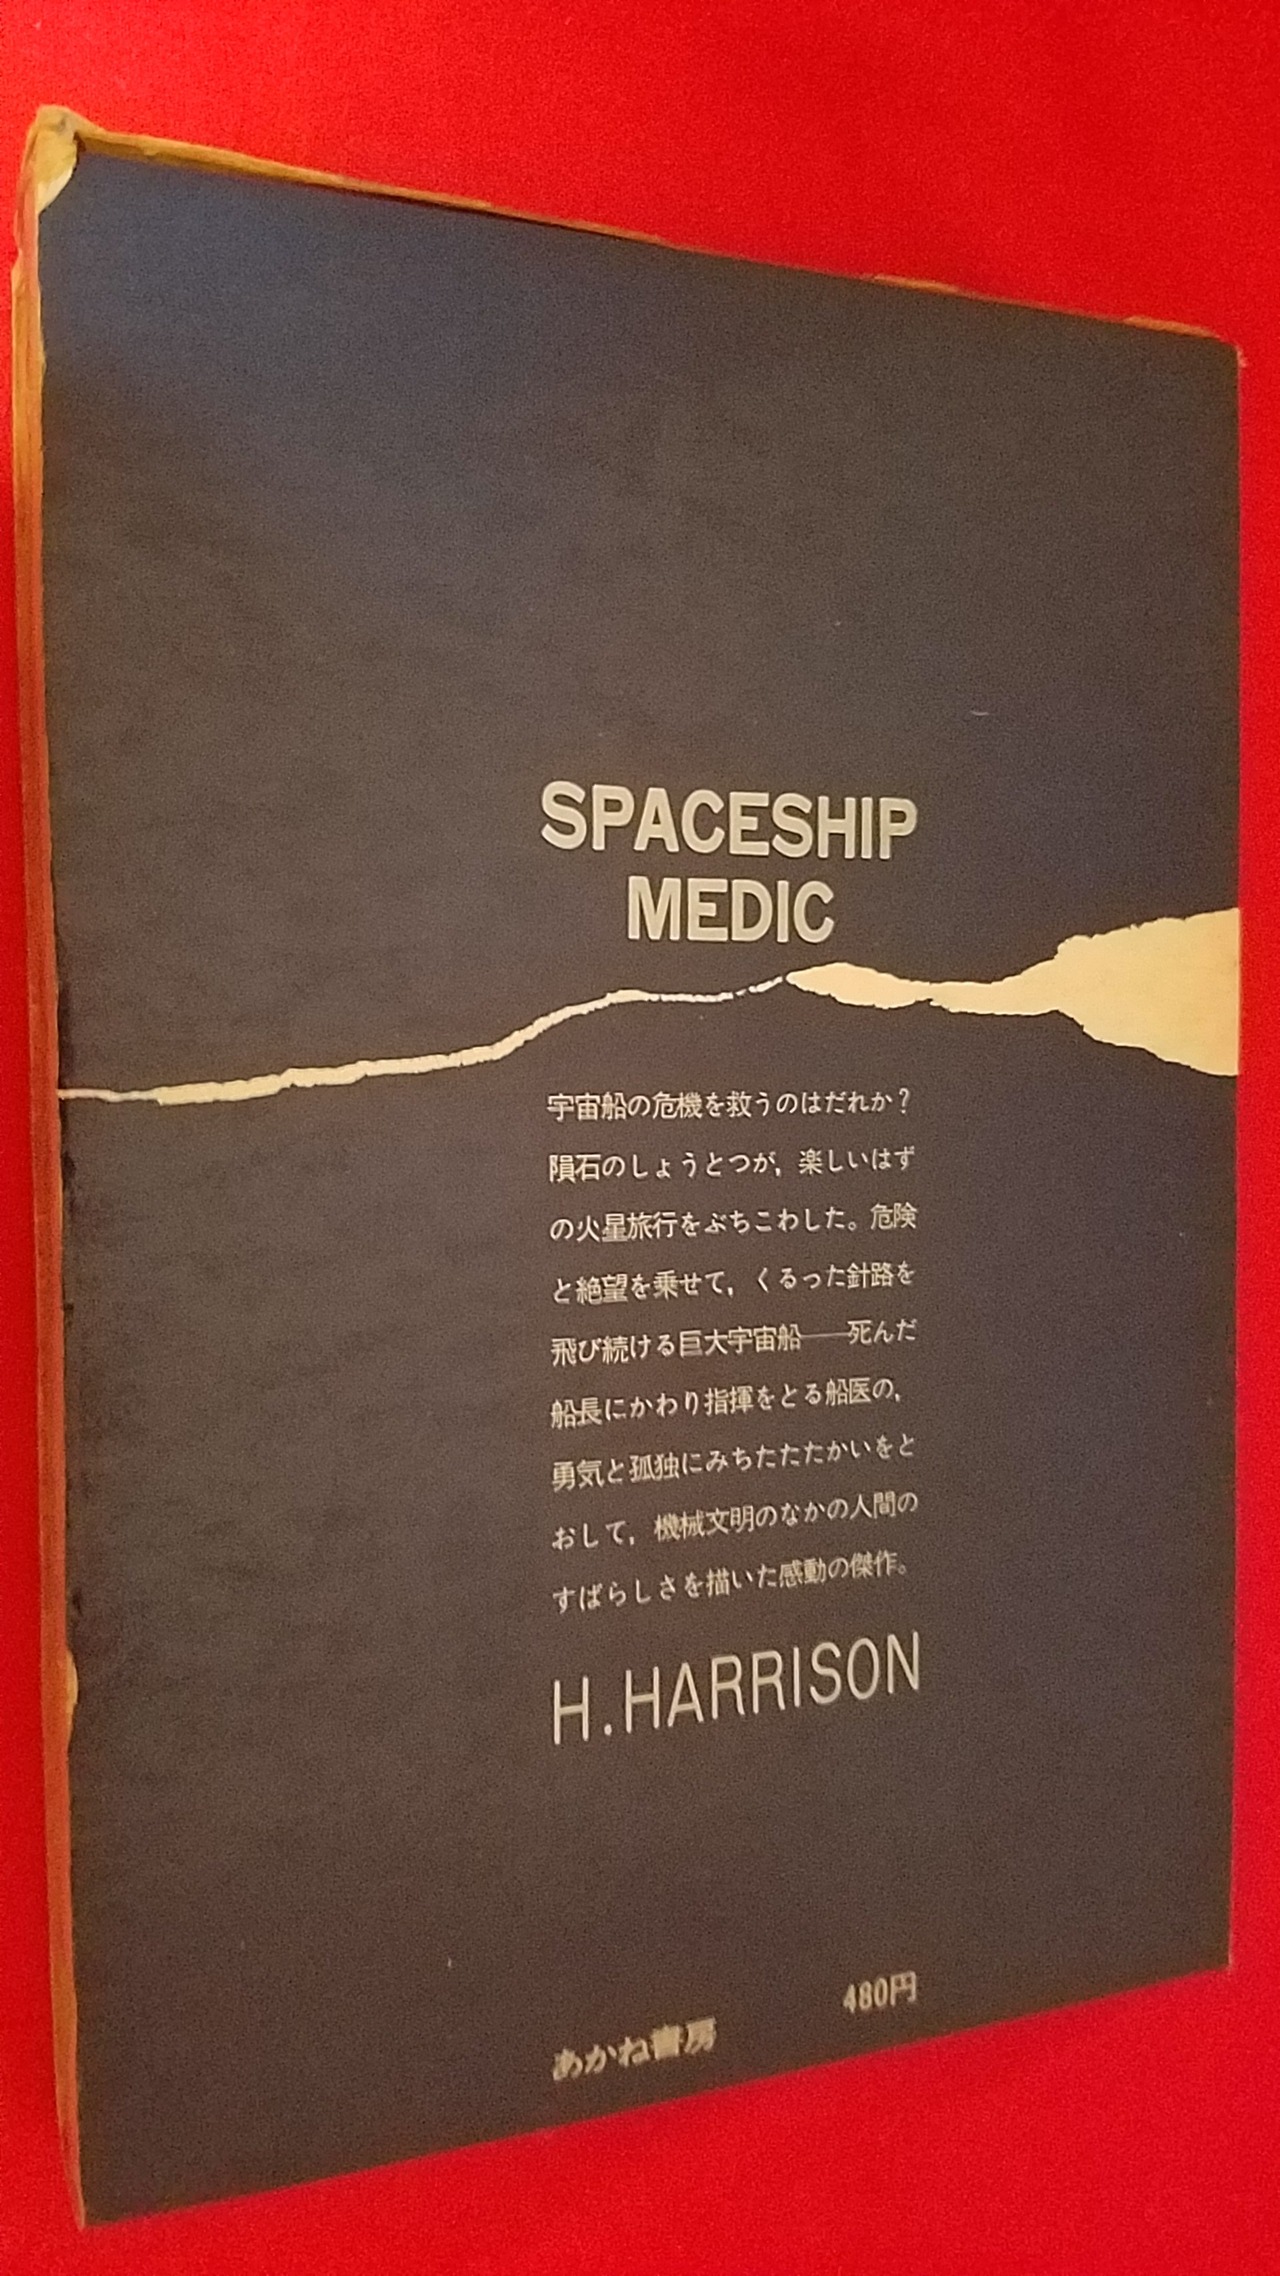 SPACESHIP
MEDIC
宇宙船の危機を救うのはだれか？
隕石のしょうとつが，楽しいはず
の火星旅行をぶちこわした。危険
と絶望を乗せて，くるった針路を
飛び続ける巨大宇宙船——死んだ
船長にかわり指揮をとる船医の，
勇気と孤独にみちたたたかいをと
おして，機械文明のなかの人間の
すばらしさを描いた感動の傑作。
H.HARRISON
480円
あかね書房